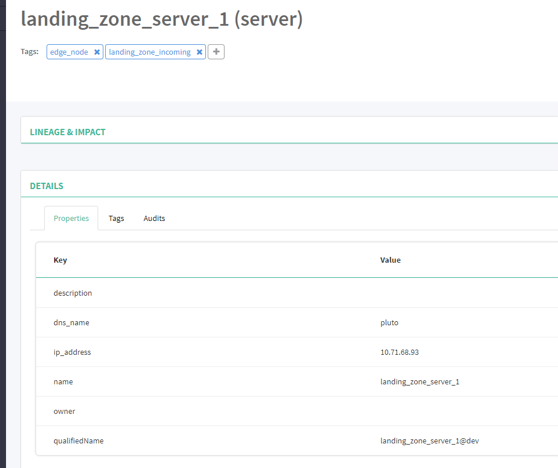 landing_zone_server_1 (server)
Tags: edge_node ✖ landing_zone_incoming ✖ +
LINEAGE & IMPACT
DETAILS
Properties Tags Audits
Key Value
description
dns_name pluto
ip_address 10.71.68.93
name landing_zone_server_1
owner
qualifiedName landing_zone_server_1@dev